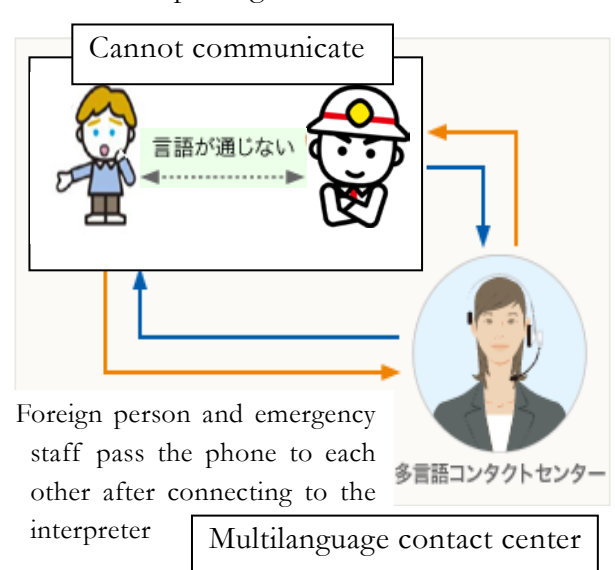 Cannot communicate
言語が通じない
Foreign person and emergency
staff pass the phone to each
other after connecting to the
interpreter
多言語コンタクトセンター
Multilanguage contact center